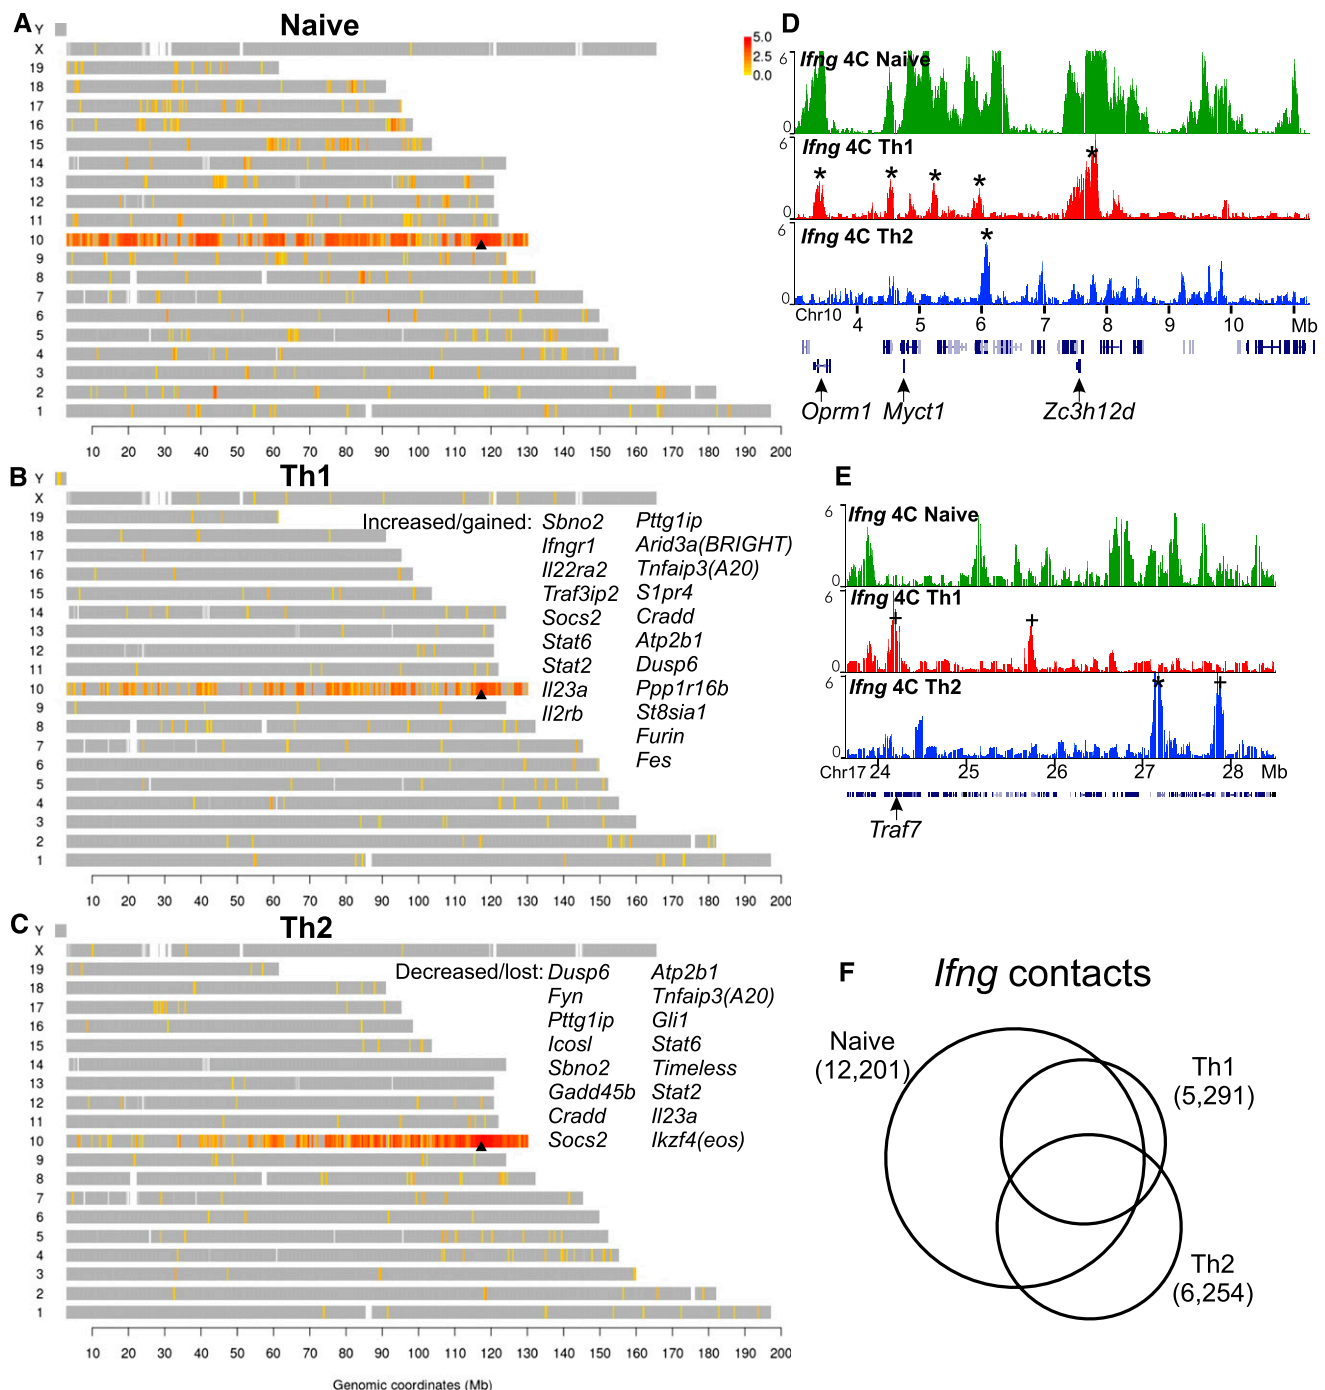 A
Naive
Y
X
19
18
17
16
15
14
13
12
11
10
9
8
7
6
5
4
3
2
1
10 20 30 40 50 60 70 80 90 100 110 120 130 140 150 160 170 180 190 200
5.0
2.5
0.0
B
Th1
Y
X
19
18
17
16
15
14
13
12
11
10
9
8
7
6
5
4
3
2
1
Increased/gained:
Sbno2
Ifngr1
Il22ra2
Traf3ip2
Socs2
Stat6
Stat2
Il23a
Il2rb
Pttg1ip
Arid3a(BRIGHT)
Tnfaip3(A20)
S1pr4
Cradd
Atp2b1
Dusp6
Ppp1r16b
St8sia1
Furin
Fes
10 20 30 40 50 60 70 80 90 100 110 120 130 140 150 160 170 180 190 200
C
Th2
Y
X
19
18
17
16
15
14
13
12
11
10
9
8
7
6
5
4
3
2
1
Decreased/lost:
Dusp6
Fyn
Pttg1ip
Icosl
Sbno2
Gadd45b
Cradd
Socs2
Atp2b1
Tnfaip3(A20)
Gli1
Stat6
Timeless
Stat2
Il23a
Ikzf4(eos)
10 20 30 40 50 60 70 80 90 100 110 120 130 140 150 160 170 180 190 200
Genomic coordinates (Mb)
D
6
Ifng 4C Naive
0
6
Ifng 4C Th1
* * * * *
0
6
Ifng 4C Th2
*
0
Chr10 4 5 6 7 8 9 10 Mb
Oprm1 Myct1 Zc3h12d
E
6
Ifng 4C Naive
0
6
Ifng 4C Th1
+ +
0
6
Ifng 4C Th2
* +
0
Chr17 24 25 26 27 28 Mb
Traf7
F
Ifng contacts
Naive
(12,201)
Th1
(5,291)
Th2
(6,254)